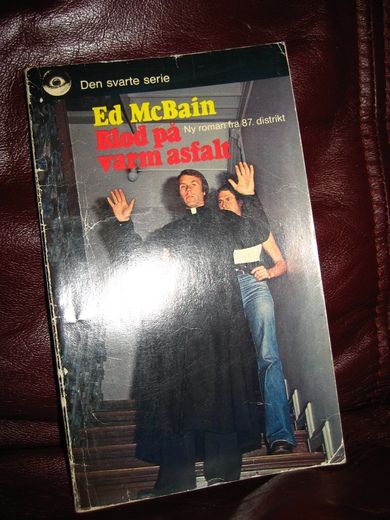 Den svarte serie
Ed McBain
Ny roman fra 87. distrikt
Blod på
varm asfalt